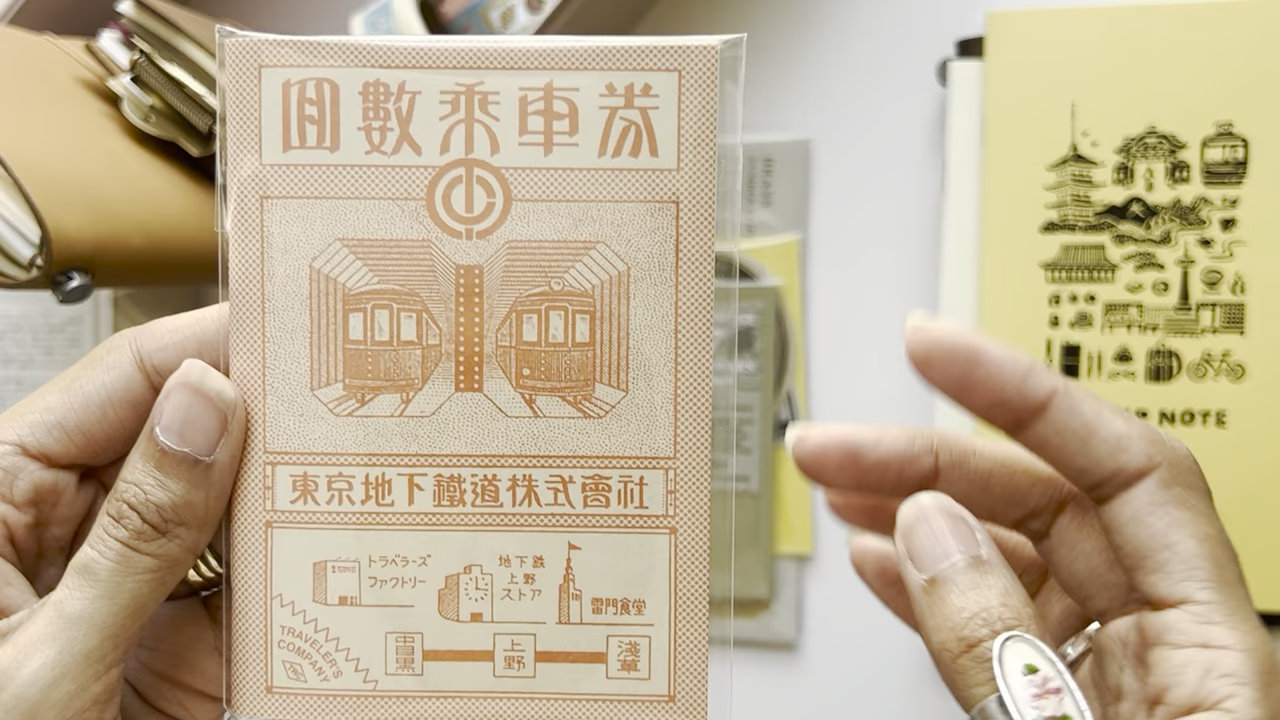 囘數乘車券
東京地下鐵道株式會社
トラベラーズ
ファクトリー
地下鉄
上野
ストア
雷門食堂
TRAVELER'S
COMPANY
中目黒
上野
淺草
NOTE